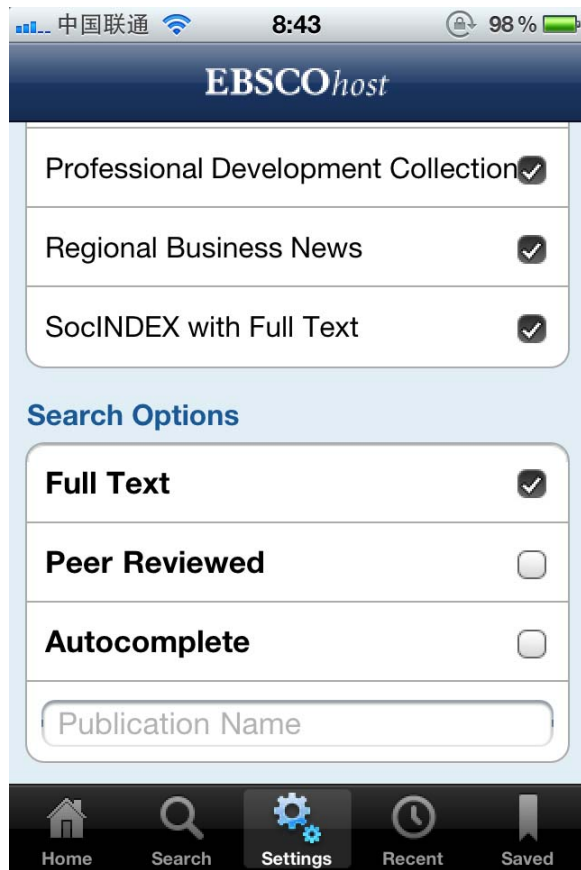 中国联通 8:43 98%
EBSCOhost
Professional Development Collection
Regional Business News
SocINDEX with Full Text
Search Options
Full Text
Peer Reviewed
Autocomplete
Publication Name
Home Search Settings Recent Saved